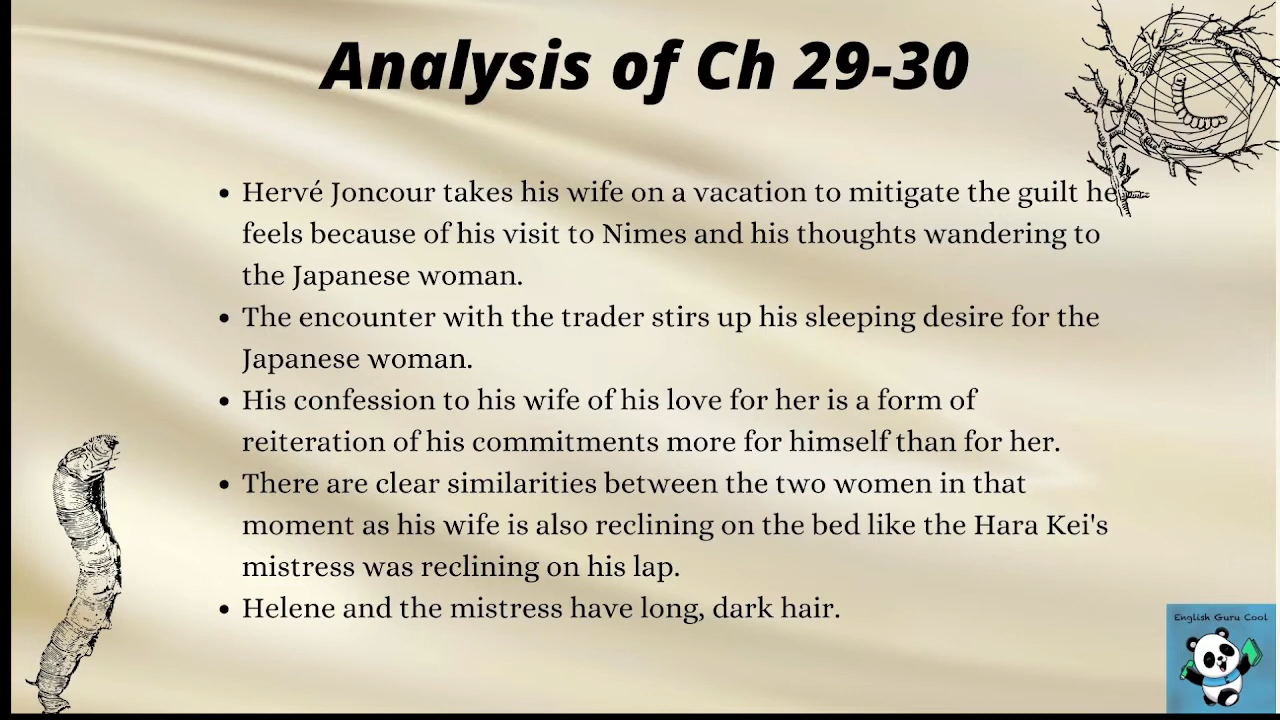 Analysis of Ch 29-30
• Hervé Joncour takes his wife on a vacation to mitigate the guilt he
feels because of his visit to Nimes and his thoughts wandering to
the Japanese woman.
• The encounter with the trader stirs up his sleeping desire for the
Japanese woman.
• His confession to his wife of his love for her is a form of
reiteration of his commitments more for himself than for her.
• There are clear similarities between the two women in that
moment as his wife is also reclining on the bed like the Hara Kei's
mistress was reclining on his lap.
• Helene and the mistress have long, dark hair.
English Guru Cool